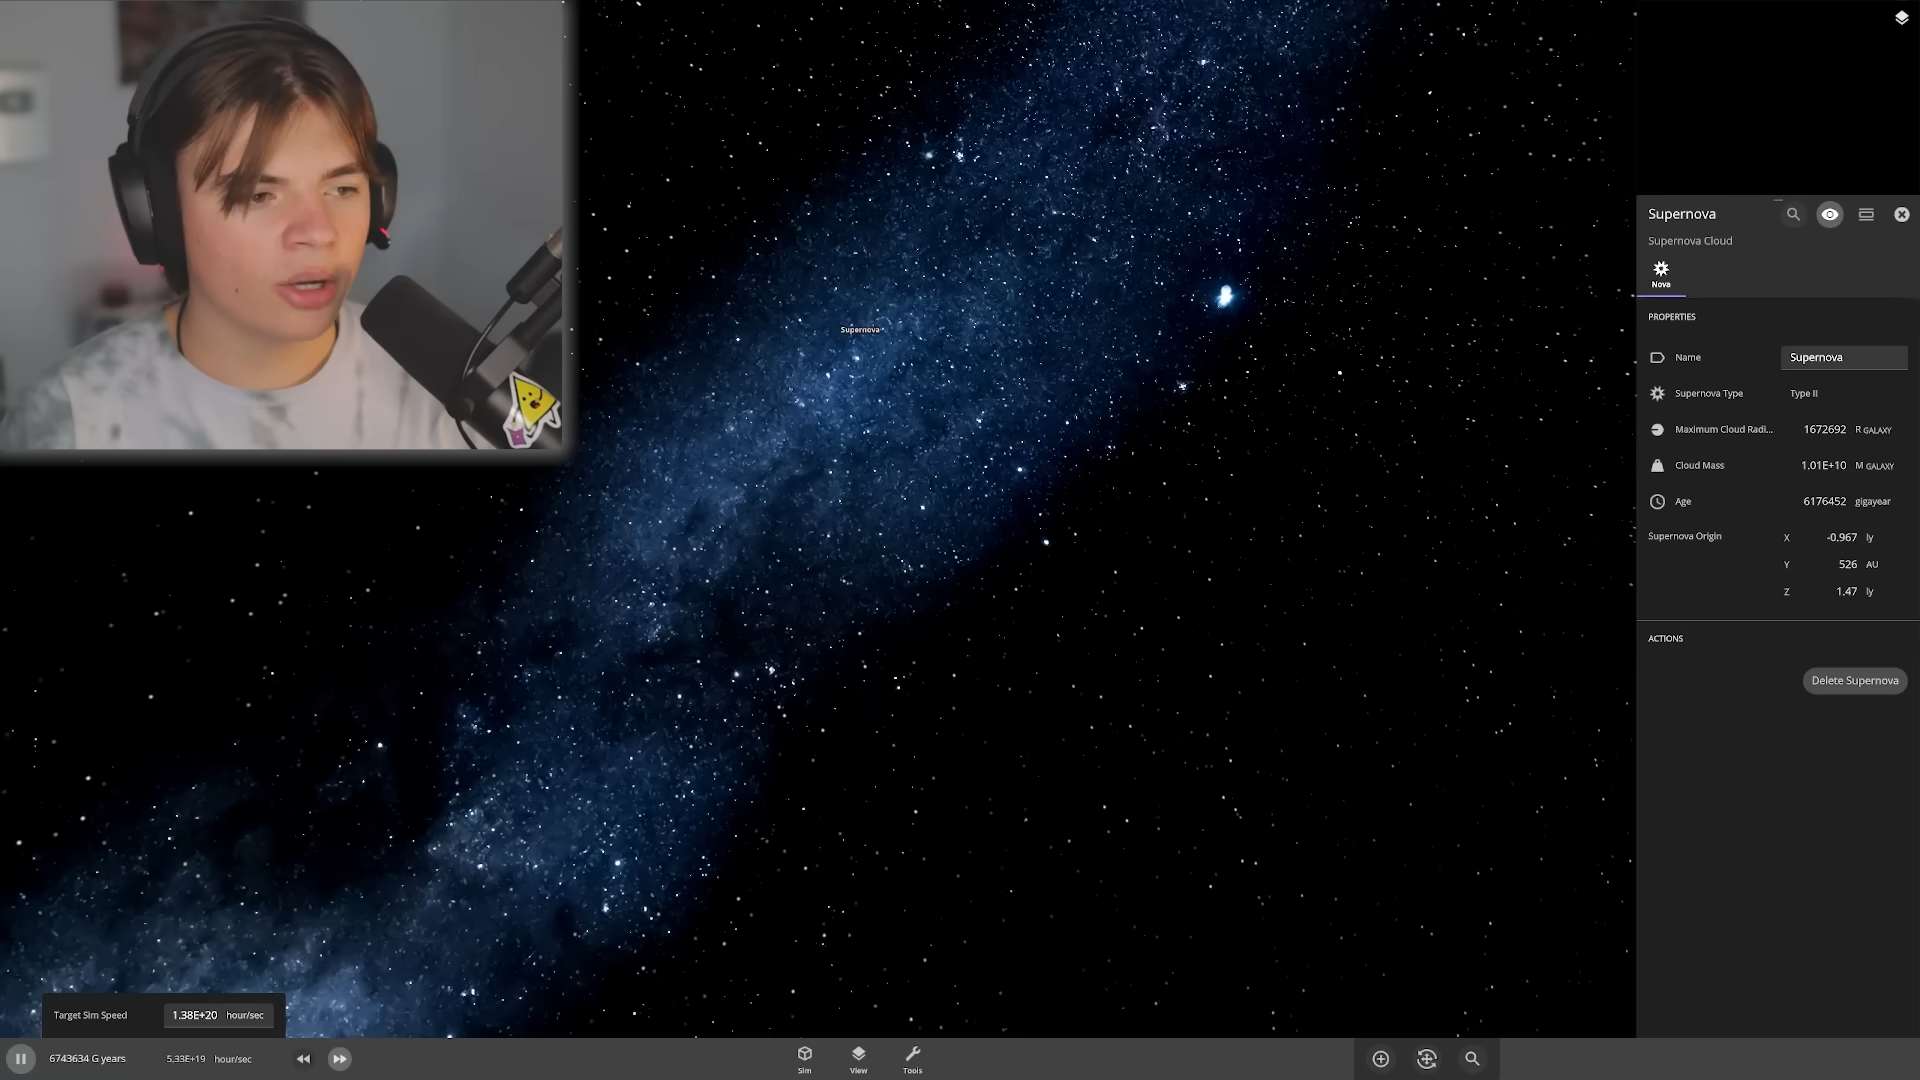 Supernova
Supernova Cloud
Nova
PROPERTIES
Name Supernova
Supernova Type Type II
Maximum Cloud Radi... 1672692 R GALAXY
Cloud Mass 1.01E+10 M GALAXY
Age 6176452 gigayear
Supernova Origin X -0.967 ly
Y 526 AU
Z 1.47 ly
ACTIONS
Delete Supernova
Supernova
Target Sim Speed 1.38E+20 hour/sec
6743634 G years 5.33E+19 hour/sec
Sim View Tools